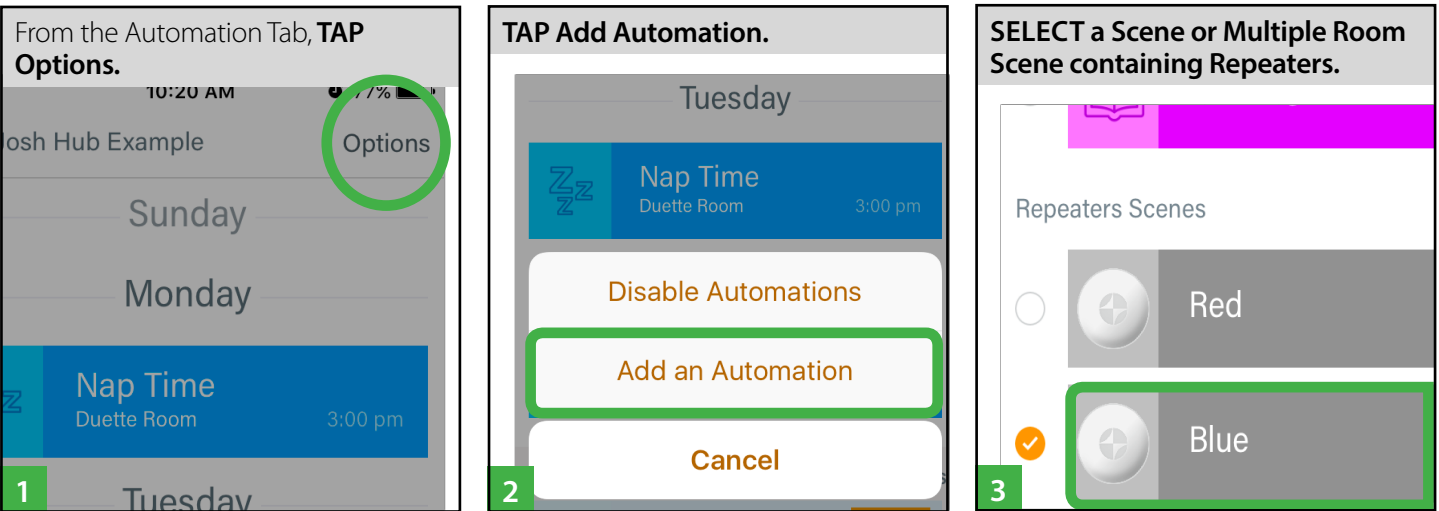 From the Automation Tab, TAP
Options.
10:20 AM
77%
Josh Hub Example
Options
Sunday
Monday
Nap Time
Duette Room
3:00 pm
Tuesday
1
TAP Add Automation.
Tuesday
Nap Time
Duette Room
3:00 pm
Disable Automations
Add an Automation
Cancel
2
SELECT a Scene or Multiple Room
Scene containing Repeaters.
Repeaters Scenes
Red
Blue
3